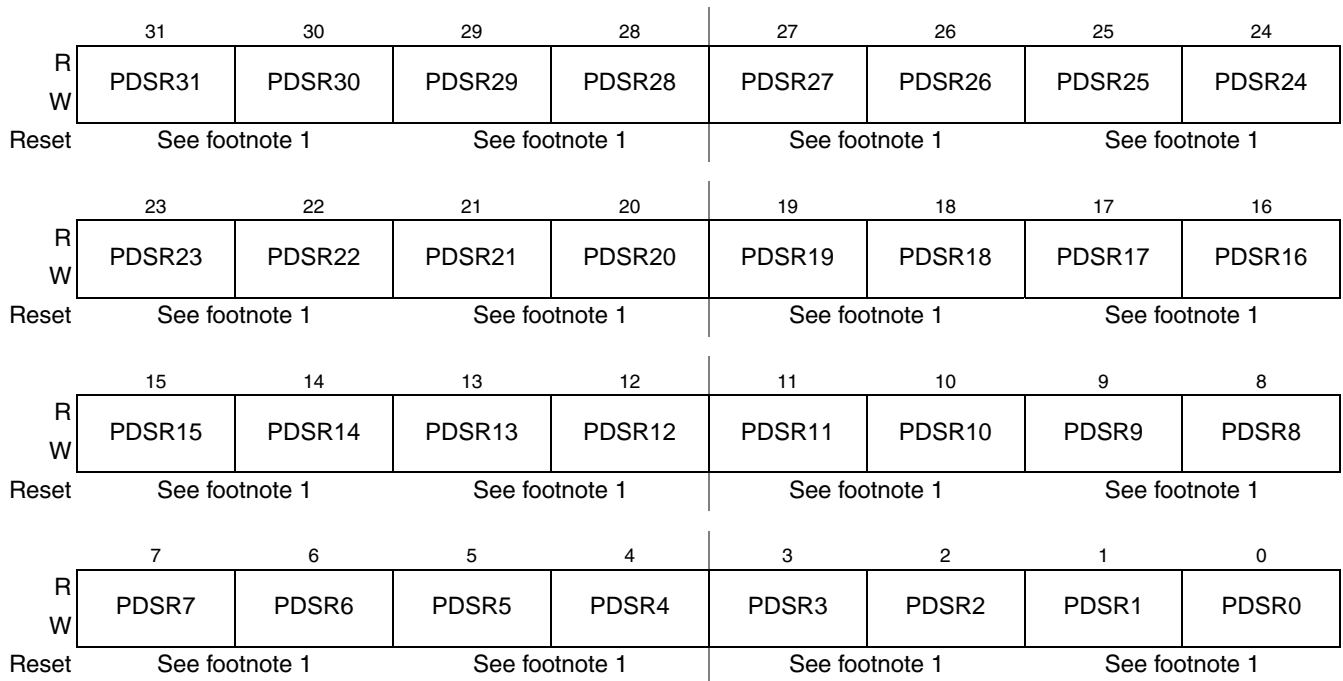 31 30 29 28 27 26 25 24
R
PDSR31 PDSR30 PDSR29 PDSR28 PDSR27 PDSR26 PDSR25 PDSR24
W
Reset See footnote 1 See footnote 1 See footnote 1 See footnote 1
23 22 21 20 19 18 17 16
R
PDSR23 PDSR22 PDSR21 PDSR20 PDSR19 PDSR18 PDSR17 PDSR16
W
Reset See footnote 1 See footnote 1 See footnote 1 See footnote 1
15 14 13 12 11 10 9 8
R
PDSR15 PDSR14 PDSR13 PDSR12 PDSR11 PDSR10 PDSR9 PDSR8
W
Reset See footnote 1 See footnote 1 See footnote 1 See footnote 1
7 6 5 4 3 2 1 0
R
PDSR7 PDSR6 PDSR5 PDSR4 PDSR3 PDSR2 PDSR1 PDSR0
W
Reset See footnote 1 See footnote 1 See footnote 1 See footnote 1